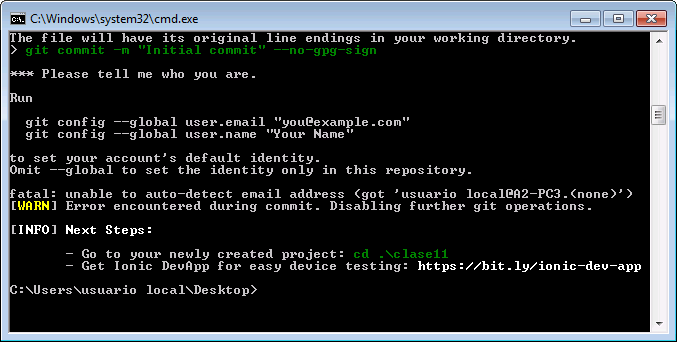 C:\Windows\system32\cmd.exe
The file will have its original line endings in your working directory.
> git commit -m "Initial commit" --no-gpg-sign
*** Please tell me who you are.
Run
git config --global user.email "you@example.com"
git config --global user.name "Your Name"
to set your account's default identity.
Omit --global to set the identity only in this repository.
fatal: unable to auto-detect email address (got 'usuario local@A2-PC3.(none)')
[WARN] Error encountered during commit. Disabling further git operations.
[INFO] Next Steps:
- Go to your newly created project: cd .\clase11
- Get Ionic DevApp for easy device testing: https://bit.ly/ionic-dev-app
C:\Users\usuario local\Desktop>